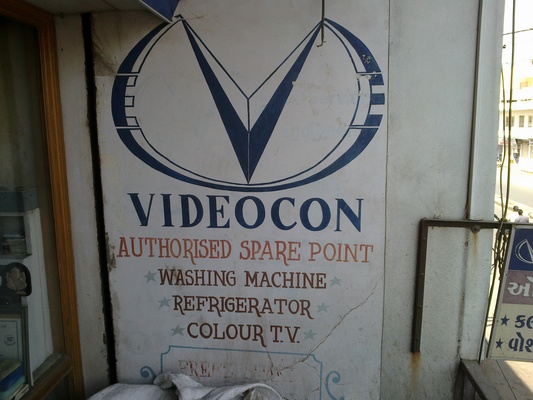 VIDEOCON
AUTHORISED SPARE POINT
WASHING MACHINE
REFRIGERATOR
COLOUR T.V.